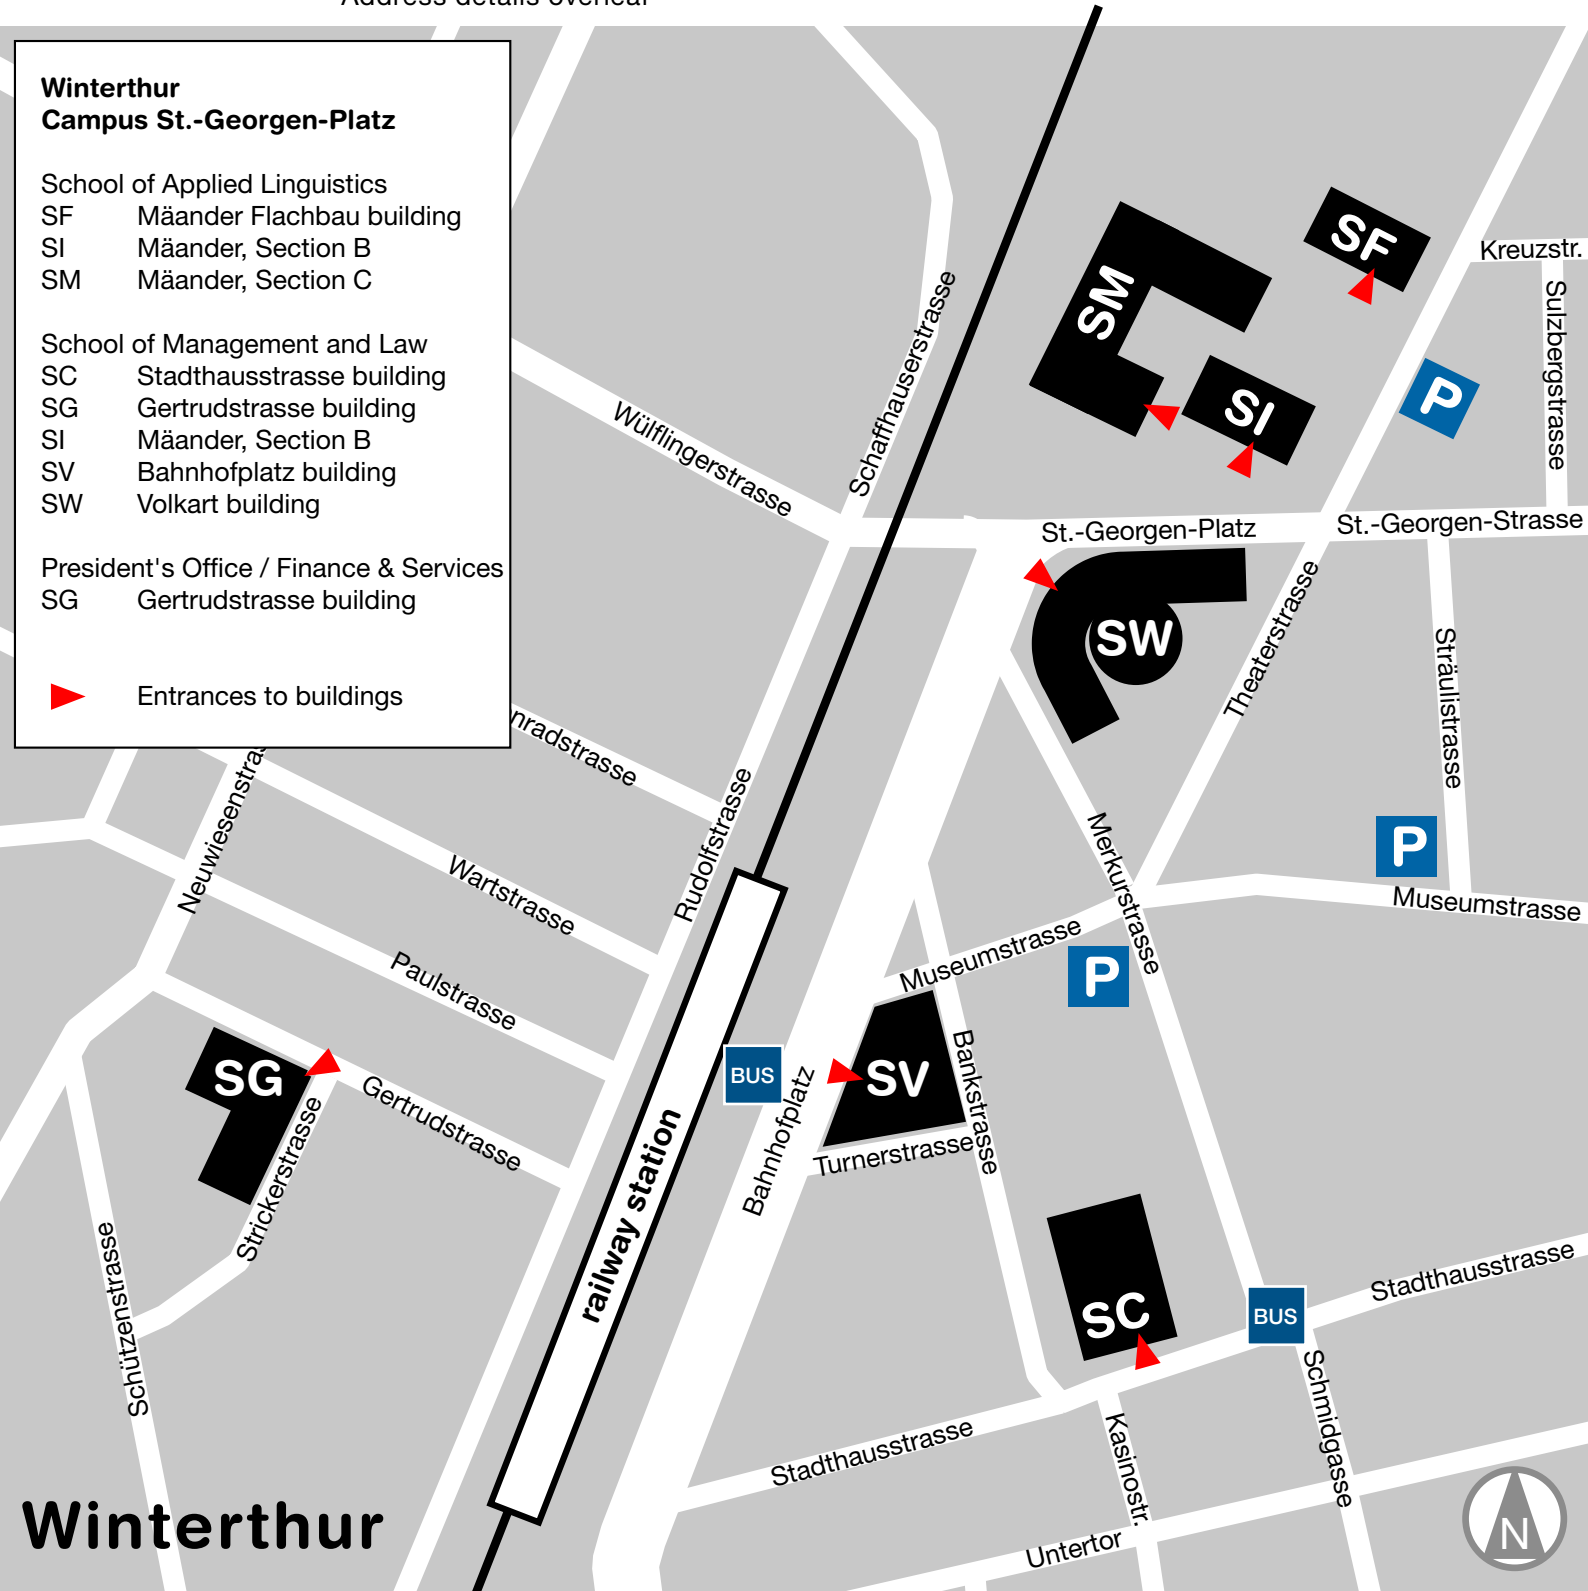 Address details overleaf
Winterthur
Campus St.-Georgen-Platz
School of Applied Linguistics
SF Mäander Flachbau building
SI Mäander, Section B
SM Mäander, Section C
School of Management and Law
SC Stadthausstrasse building
SG Gertrudstrasse building
SI Mäander, Section B
SV Bahnhofplatz building
SW Volkart building
President's Office / Finance & Services
SG Gertrudstrasse building
Entrances to buildings
SF
SM
SI
Kreuzstr.
Sulzbergstrasse
P
Schaffhauserstrasse
Wülflingerstrasse
St.-Georgen-Platz
St.-Georgen-Strasse
SW
Theaterstrasse
Sträulistrasse
nradstrasse
Neuwiesenstras
Rudolfstrasse
Wartstrasse
Paulstrasse
Merkurstrasse
P
Museumstrasse
Museumstrasse
P
SG
Gertrudstrasse
Strickerstrasse
Schützenstrasse
BUS
Bahnhofplatz
SV
Bankstrasse
Turnerstrasse
railway station
SC
BUS
Stadthausstrasse
Stadthausstrasse
Schmidgasse
Kasinostr.
Untertor
Winterthur
N